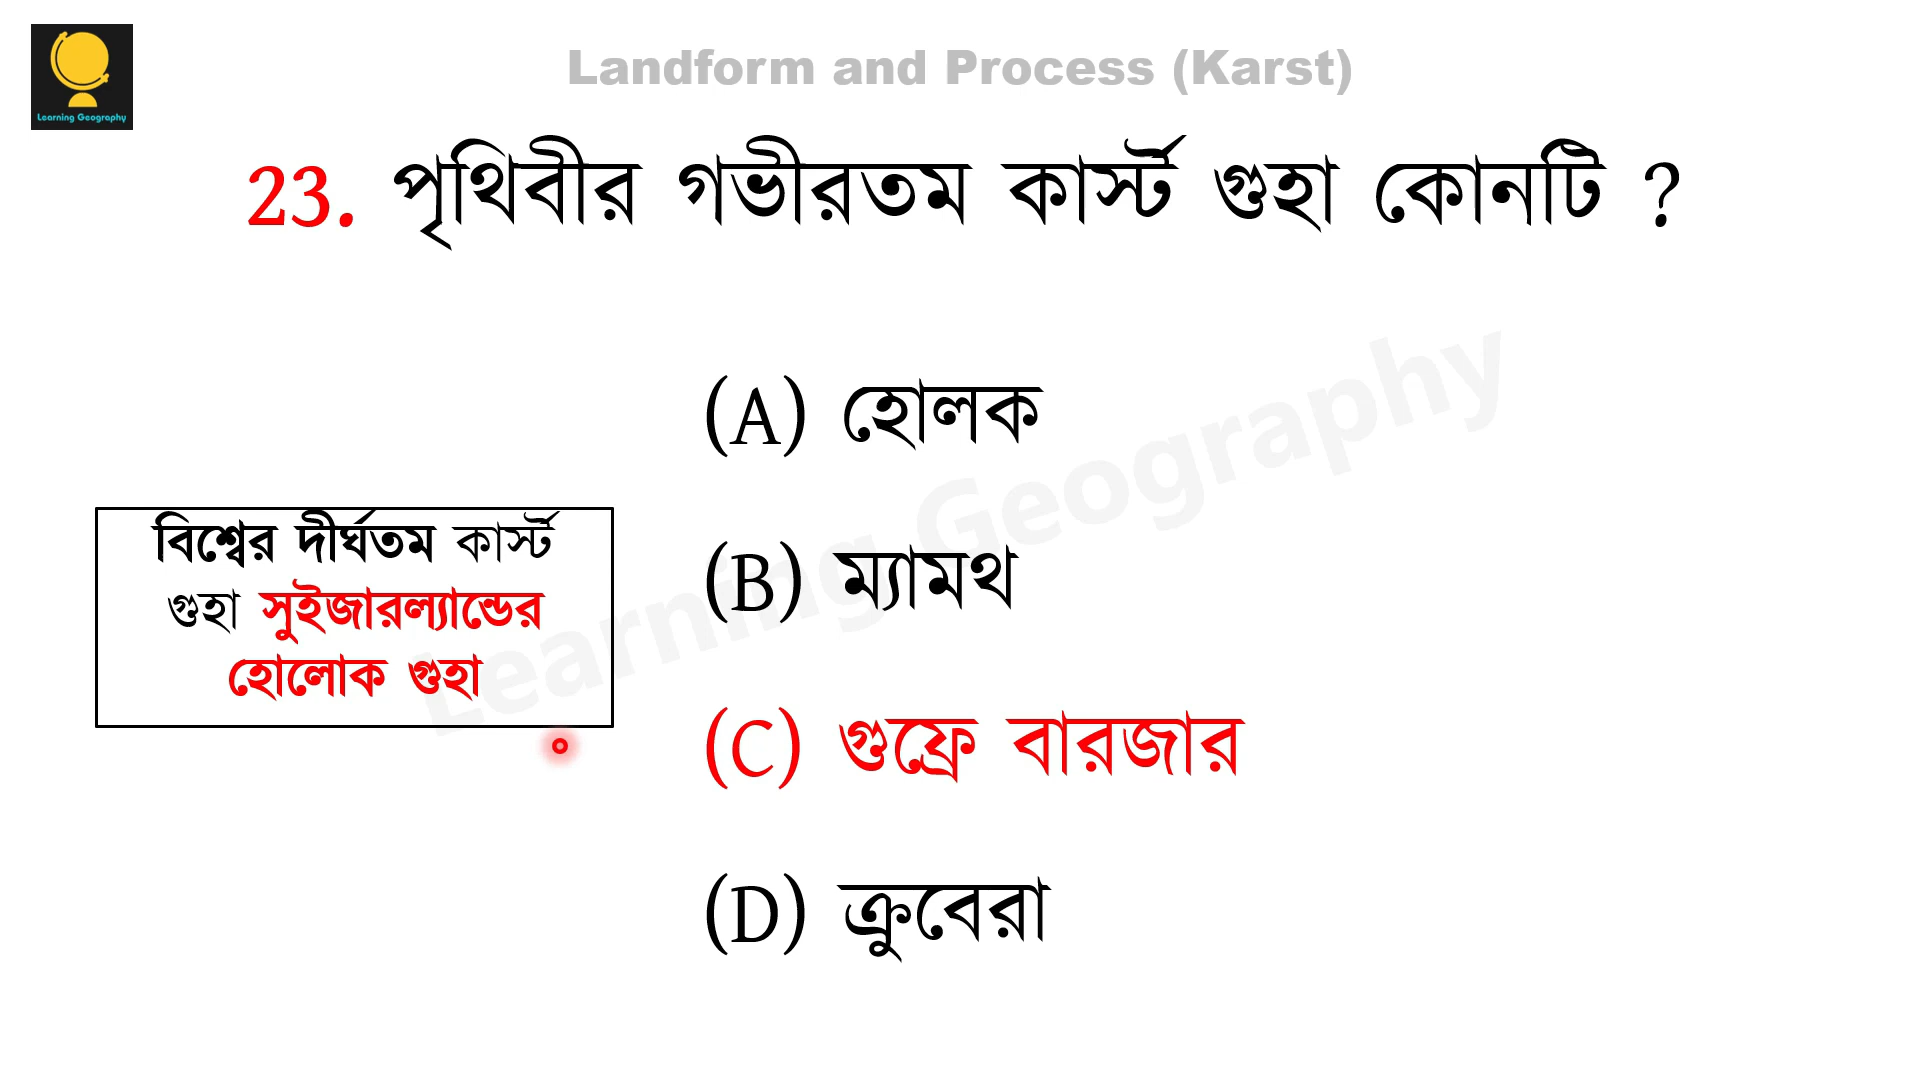 Landform and Process (Karst)
Learning Geography
23. পৃথিবীর গভীরতম কার্স্ট গুহা কোনটি ?
(A) হোলক
বিশ্বের দীর্ঘতম কার্স্ট
গুহা সুইজারল্যান্ডের
হোলোক গুহা
(B) ম্যামথ
(C) গুফ্রে বারজার
(D) ক্রুবেরা
Learning Geography